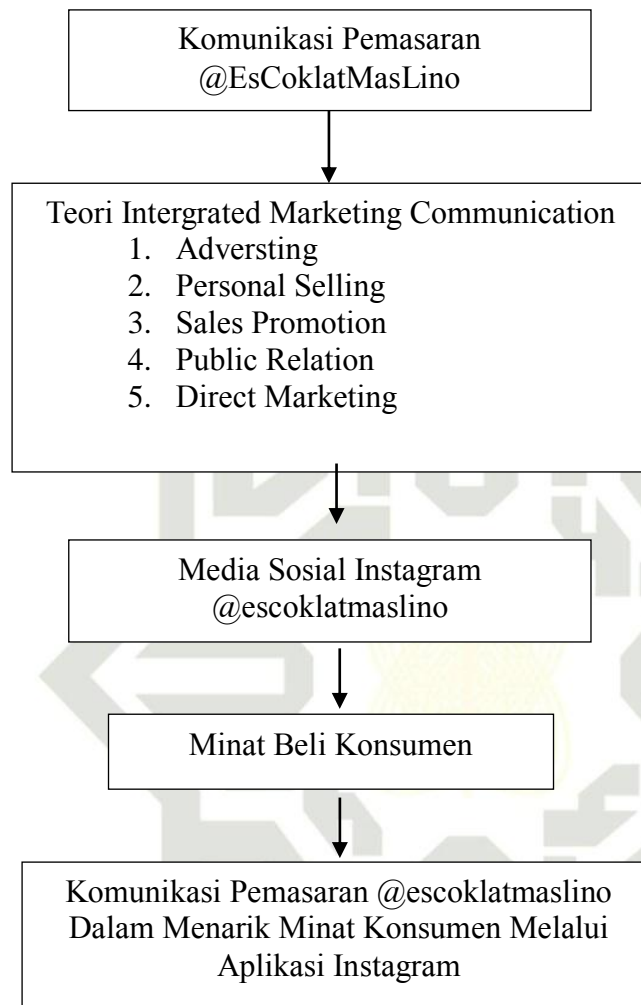 Komunikasi Pemasaran
@EsCoklatMasLino
Teori Intergrated Marketing Communication
1. Adversting
2. Personal Selling
3. Sales Promotion
4. Public Relation
5. Direct Marketing
Media Sosial Instagram
@escoklatmaslino
Minat Beli Konsumen
Komunikasi Pemasaran @escoklatmaslino
Dalam Menarik Minat Konsumen Melalui
Aplikasi Instagram